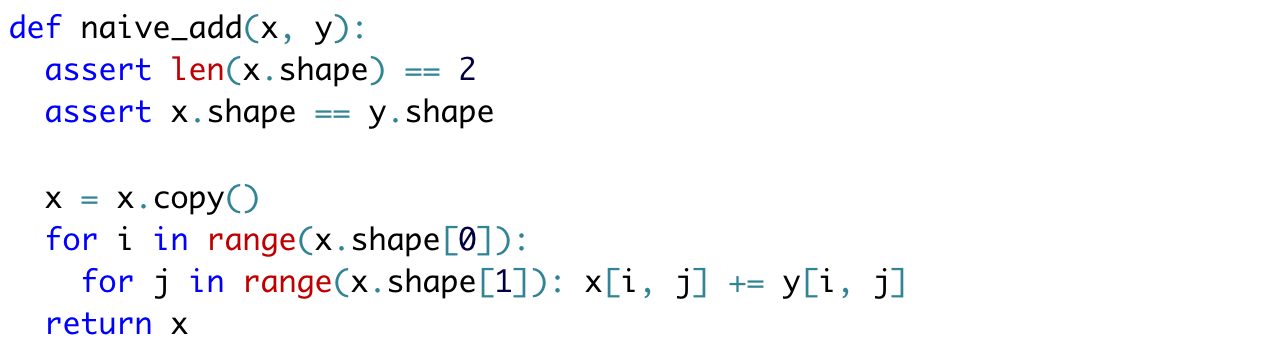 def naive_add(x, y):
  assert len(x.shape) == 2
  assert x.shape == y.shape

  x = x.copy()
  for i in range(x.shape[0]):
    for j in range(x.shape[1]): x[i, j] += y[i, j]
  return x